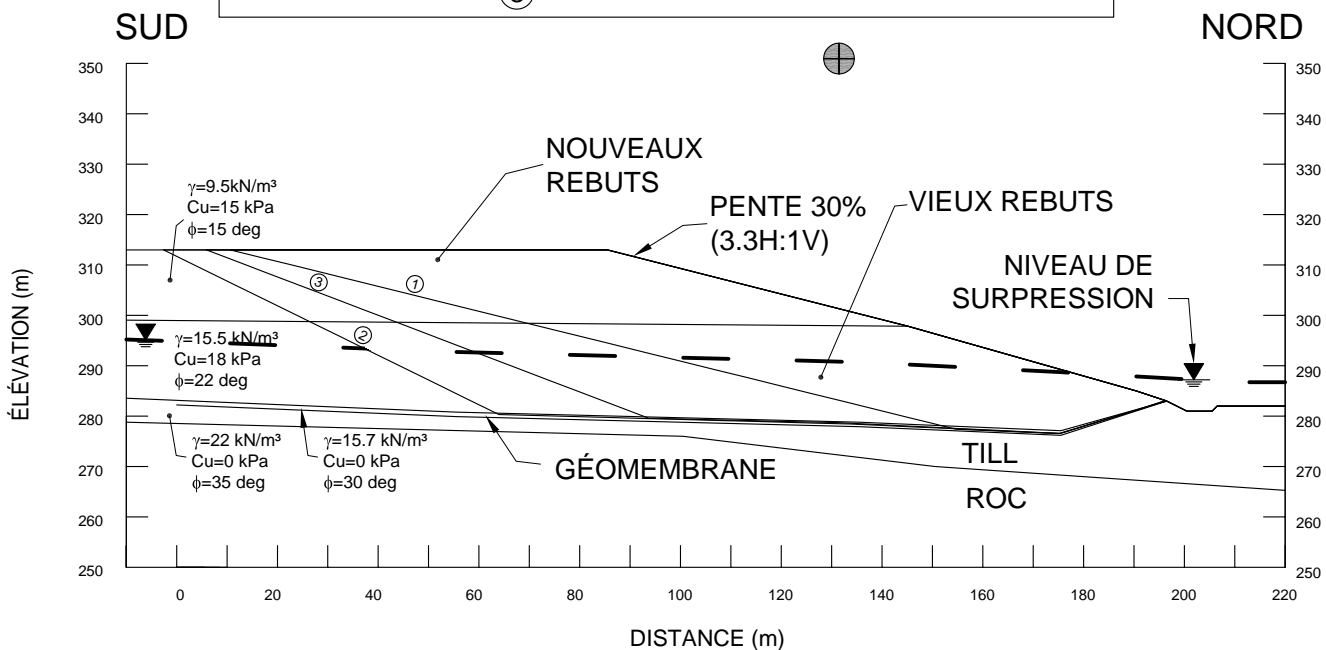 ③
SUD
NORD
350
340
330
320
310
300
290
280
270
260
250
350
340
330
320
310
300
290
280
270
260
250
ÉLÉVATION (m)
γ=9.5kN/m³
Cu=15 kPa
ϕ=15 deg
NOUVEAUX
REBUTS
PENTE 30%
(3.3H:1V)
VIEUX REBUTS
NIVEAU DE
SURPRESSION
③
①
②
γ=15.5 kN/m³
Cu=18 kPa
ϕ=22 deg
γ=22 kN/m³
Cu=0 kPa
ϕ=35 deg
γ=15.7 kN/m³
Cu=0 kPa
ϕ=30 deg
GÉOMEMBRANE
TILL
ROC
0 20 40 60 80 100 120 140 160 180 200 220
DISTANCE (m)